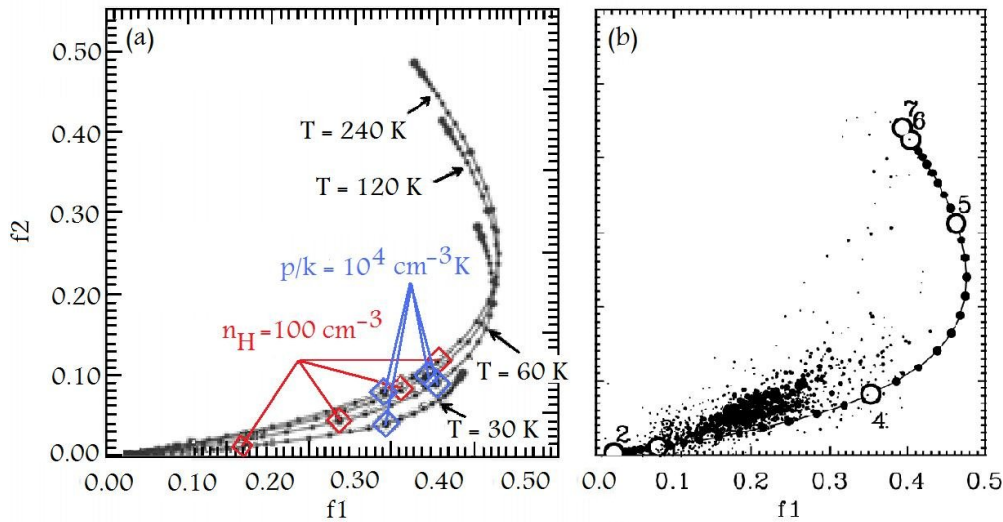 (a)
0.50
0.40
0.30
0.20
0.10
0.00
f2
T = 240 K
T = 120 K
p/k = 10⁴ cm⁻³K
n_H=100 cm⁻³
T = 60 K
T = 30 K
0.00 0.10 0.20 0.30 0.40 0.50
f1
(b)
7
6
5
4
2 3
0.0 0.1 0.2 0.3 0.4 0.5
f1